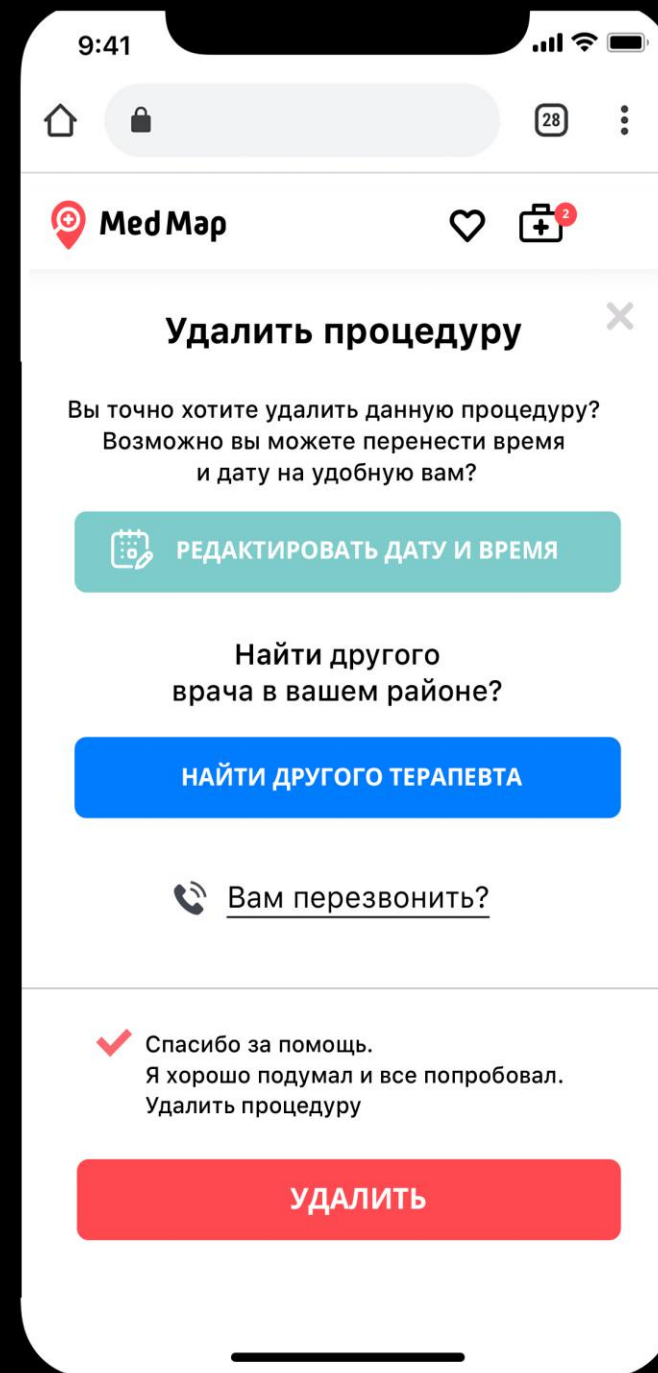 9:41
28
Med Map
2
Удалить процедуру
Вы точно хотите удалить данную процедуру?
Возможно вы можете перенести время
и дату на удобную вам?
РЕДАКТИРОВАТЬ ДАТУ И ВРЕМЯ
Найти другого
врача в вашем районе?
НАЙТИ ДРУГОГО ТЕРАПЕВТА
Вам перезвонить?
Спасибо за помощь.
Я хорошо подумал и все попробовал.
Удалить процедуру
УДАЛИТЬ